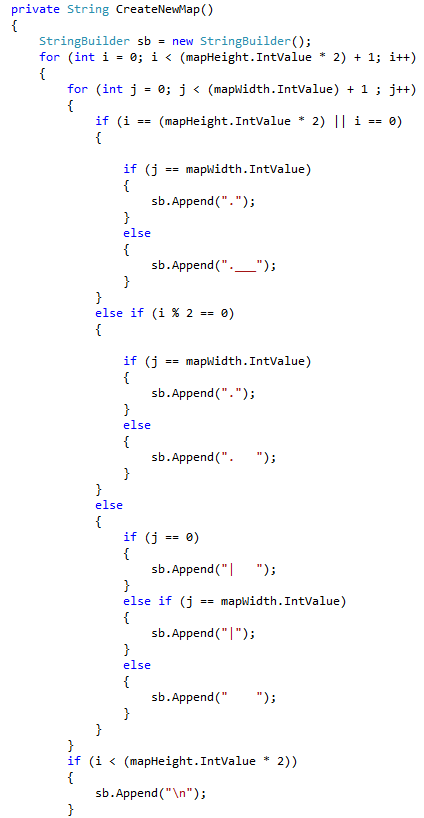 private String CreateNewMap()
{
    StringBuilder sb = new StringBuilder();
    for (int i = 0; i < (mapHeight.IntValue * 2) + 1; i++)
    {
        for (int j = 0; j < (mapWidth.IntValue) + 1 ; j++)
        {
            if (i == (mapHeight.IntValue * 2) || i == 0)
            {

                if (j == mapWidth.IntValue)
                {
                    sb.Append(".");
                }
                else
                {
                    sb.Append(".___");
                }
            }
            else if (i % 2 == 0)
            {

                if (j == mapWidth.IntValue)
                {
                    sb.Append(".");
                }
                else
                {
                    sb.Append(".   ");
                }
            }
            else
            {
                if (j == 0)
                {
                    sb.Append("|   ");
                }
                else if (j == mapWidth.IntValue)
                {
                    sb.Append("|");
                }
                else
                {
                    sb.Append("    ");
                }
            }
        }
        if (i < (mapHeight.IntValue * 2))
        {
            sb.Append("\n");
        }